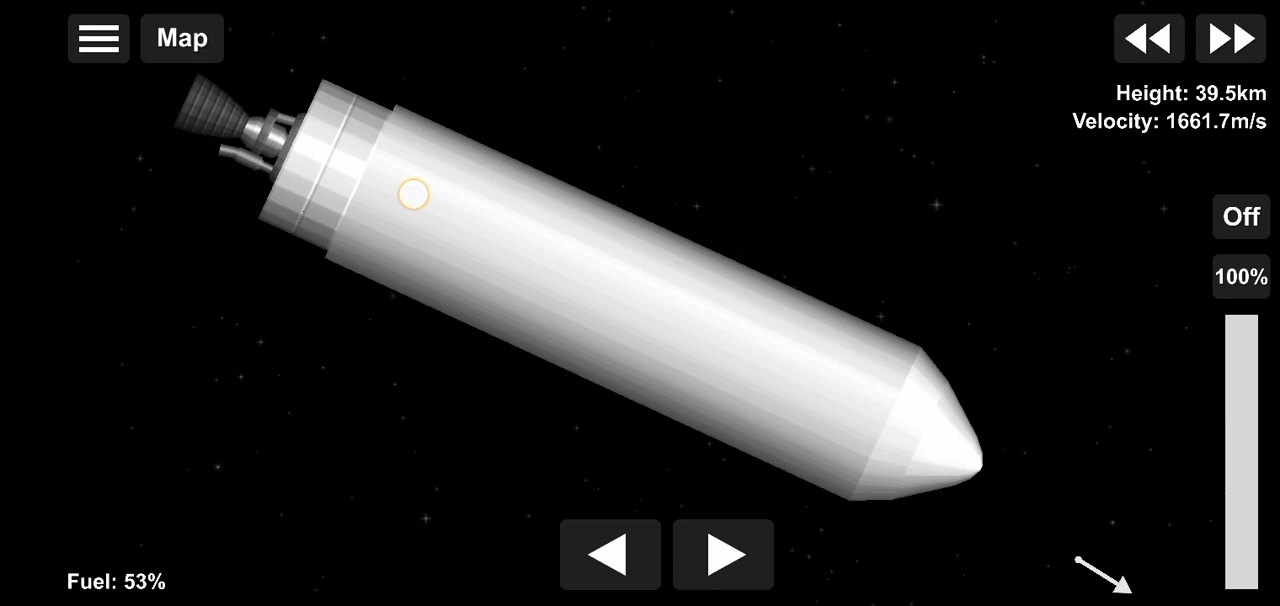 Map
Height: 39.5km
Velocity: 1661.7m/s
Off
100%
Fuel: 53%